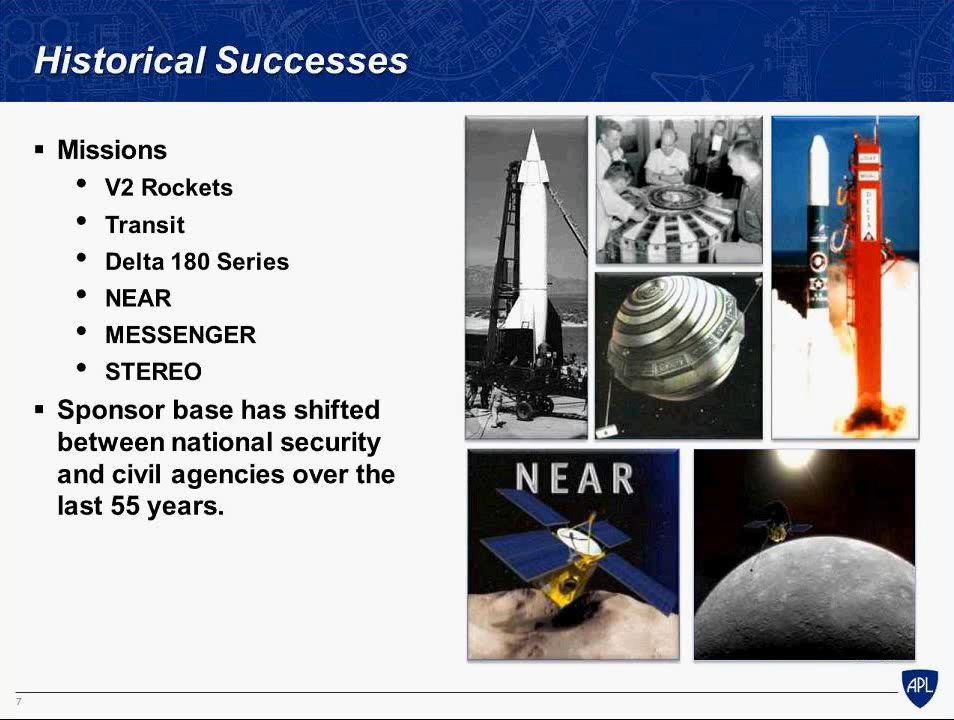 Historical Successes
Missions
V2 Rockets
Transit
Delta 180 Series
NEAR
MESSENGER
STEREO
Sponsor base has shifted
between national security
and civil agencies over the
last 55 years.
DELTA
NEAR
7
APL